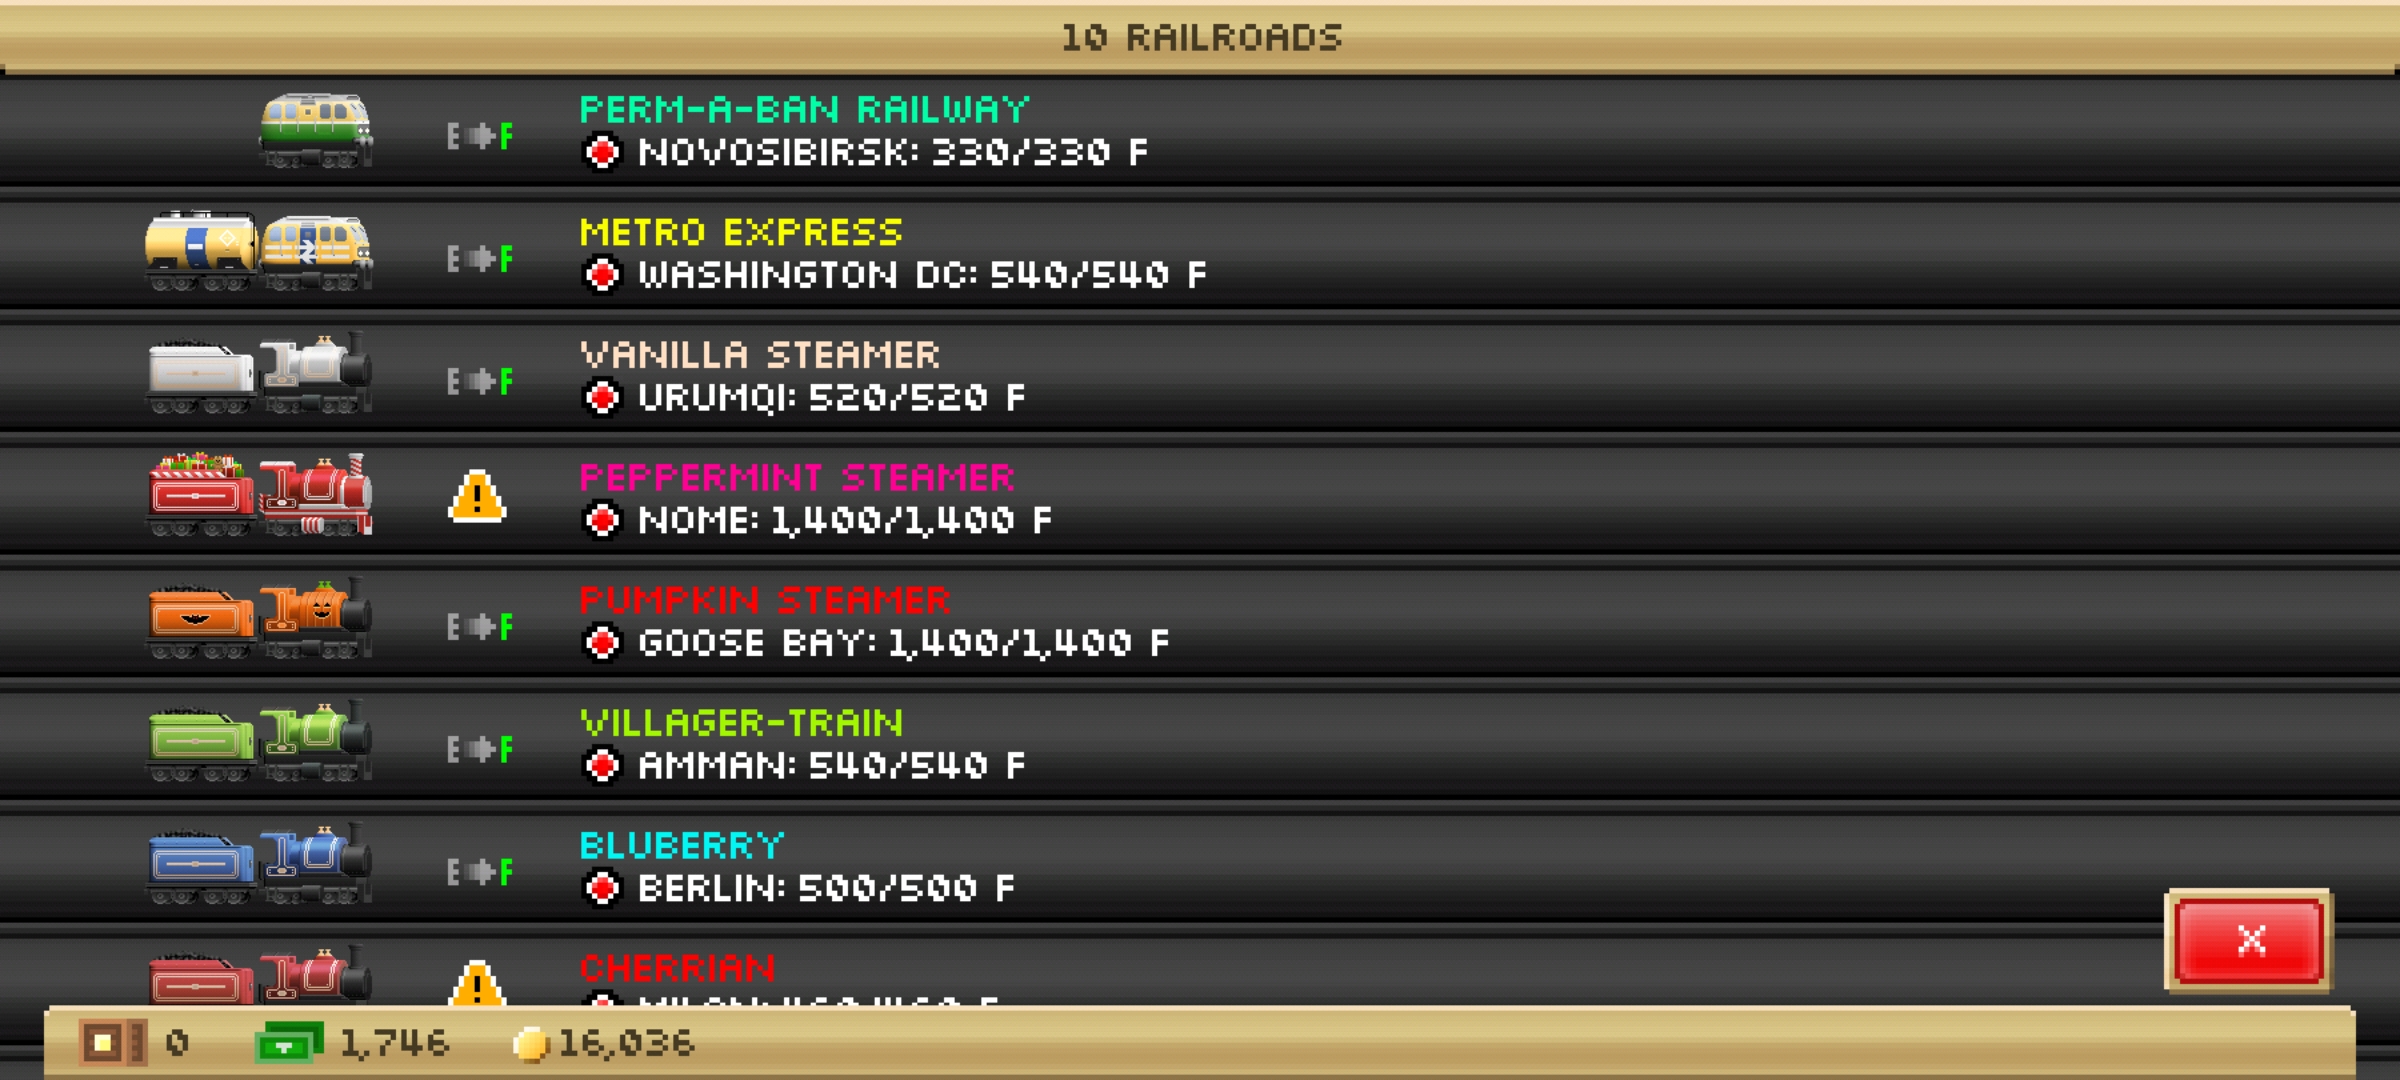 10 RAILROADS
PERM-A-BAN RAILWAY
E F
NOVOSIBIRSK: 330/330 F
METRO EXPRESS
E F
WASHINGTON DC: 540/540 F
VANILLA STEAMER
E F
URUMQI: 520/520 F
PEPPERMINT STEAMER
NOME: 1,400/1,400 F
PUMPKIN STEAMER
E F
GOOSE BAY: 1,400/1,400 F
VILLAGER-TRAIN
E F
AMMAN: 540/540 F
BLUBERRY
E F
BERLIN: 500/500 F
CHERRIAN
X
0 1,746 16,036